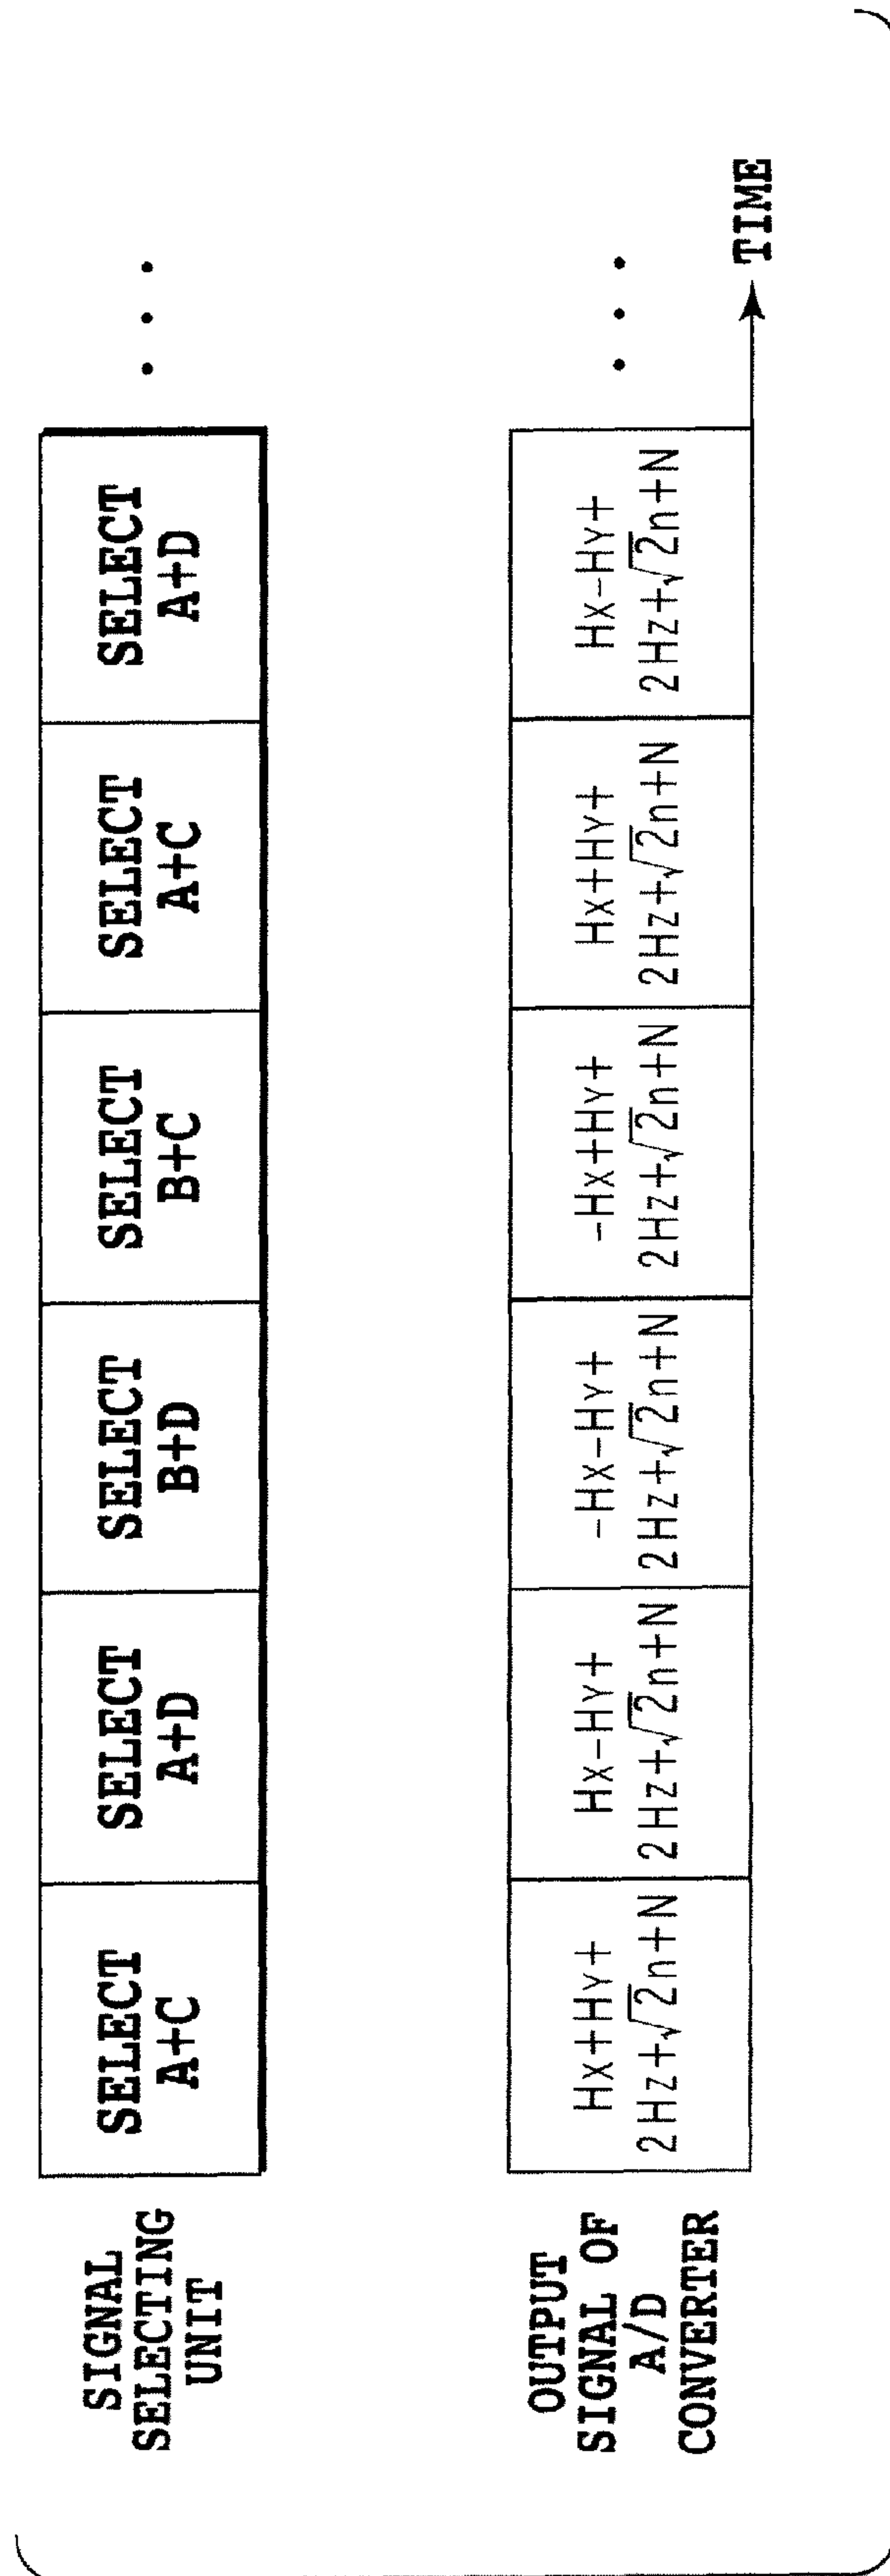 SIGNAL
SELECTING
UNIT
SELECT
A+C
SELECT
A+D
SELECT
B+D
SELECT
B+C
SELECT
A+C
SELECT
A+D
• • •
OUTPUT
SIGNAL OF
A/D
CONVERTER
Hx+Hy+
2Hz+√2n+N
Hx-Hy+
2Hz+√2n+N
-Hx-Hy+
2Hz+√2n+N
-Hx+Hy+
2Hz+√2n+N
Hx+Hy+
2Hz+√2n+N
Hx-Hy+
2Hz+√2n+N
• • •
TIME